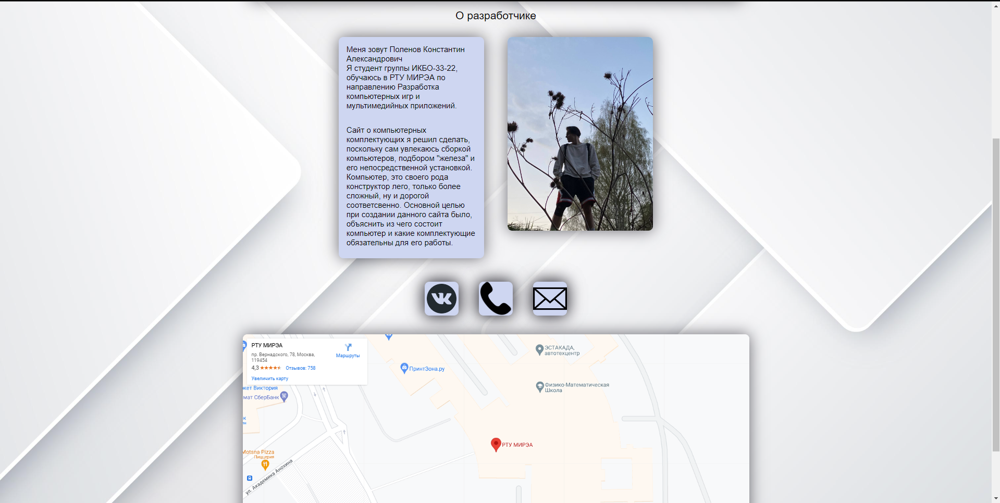 О разработчике
Меня зовут Поленов Константин
Александрович
Я студент группы ИКБО-33-22,
обучаюсь в РТУ МИРЭА по
направлению Разработка
компьютерных игр и
мультимедийных приложений.
Сайт о компьютерных
комплектующих я решил сделать,
поскольку сам увлекаюсь сборкой
компьютеров, подбором "железа" и
его непосредственной установкой.
Компьютер, это своего рода
конструктор лего, только более
сложный, ну и дорогой
соответсвенно. Основной целью
при создании данного сайта было,
объяснить из чего состоит
компьютер и какие комплектующие
обязательны для его работы.
РТУ МИРЭА
пр. Вернадского, 78, Москва,
119454
4,3
Отзывов: 758
Увеличить карту
Маршруты
ркет Виктория
мат СберБанк
ПринтЗона.ру
ЭСТАКАДА,
автотехцентр
Физико-Математическая
Школа
РТУ МИРЭА
Motsna Pizza
Пиццерия
ул. Академика Анохина